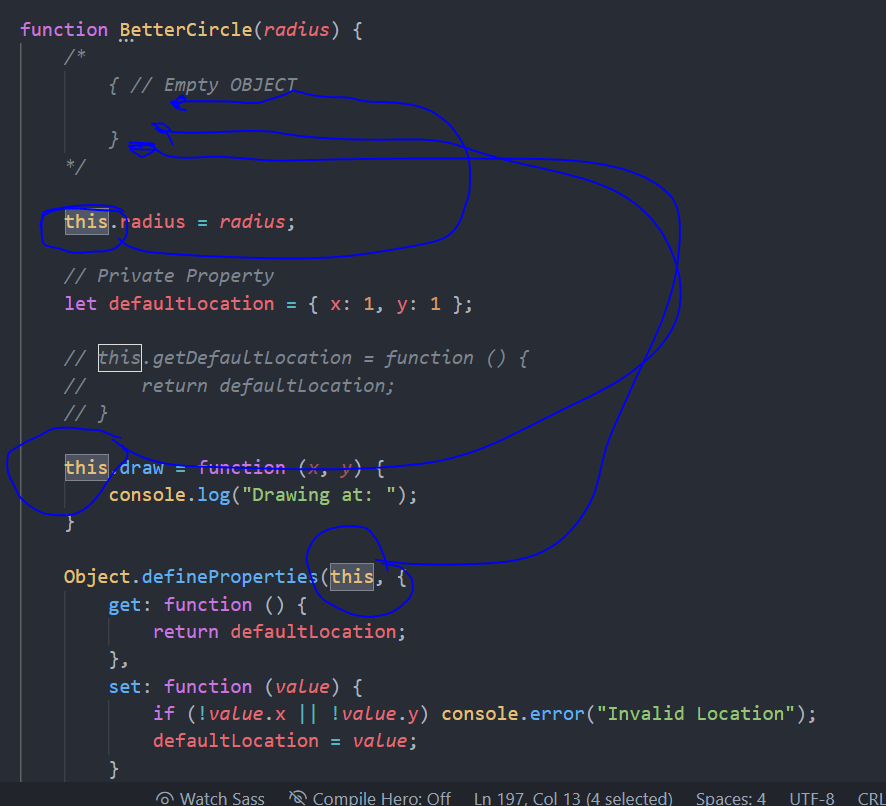 function BetterCircle(radius) {
/*
{ // Empty OBJECT
}
*/
this.radius = radius;
// Private Property
let defaultLocation = { x: 1, y: 1 };
// this.getDefaultLocation = function () {
//     return defaultLocation;
// }
this.draw = function (x, y) {
console.log("Drawing at: ");
}
Object.defineProperties(this, {
get: function () {
return defaultLocation;
},
set: function (value) {
if (!value.x || !value.y) console.error("Invalid Location");
defaultLocation = value;
}
Watch Sass Compile Hero: Off Ln 197, Col 13 (4 selected) Spaces: 4 UTF-8 CRL